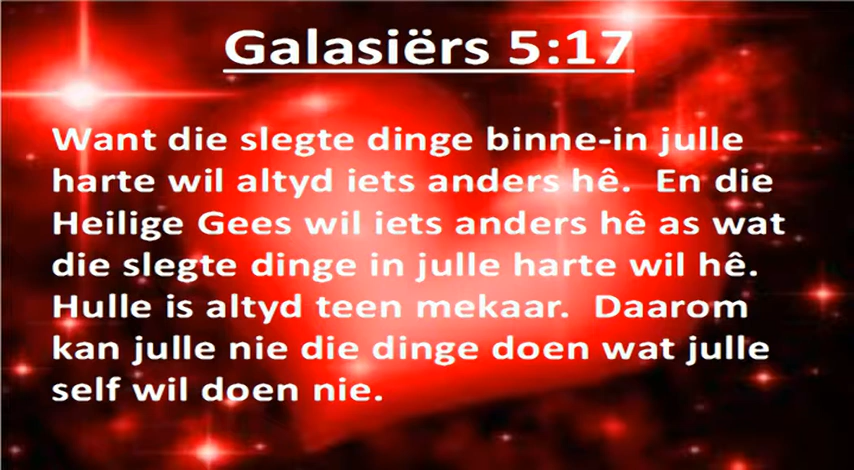 Galasiërs 5:17
Want die slegte dinge binne-in julle
harte wil altyd iets anders hê.  En die
Heilige Gees wil iets anders hê as wat
die slegte dinge in julle harte wil hê.
Hulle is altyd teen mekaar.  Daarom
kan julle nie die dinge doen wat julle
self wil doen nie.